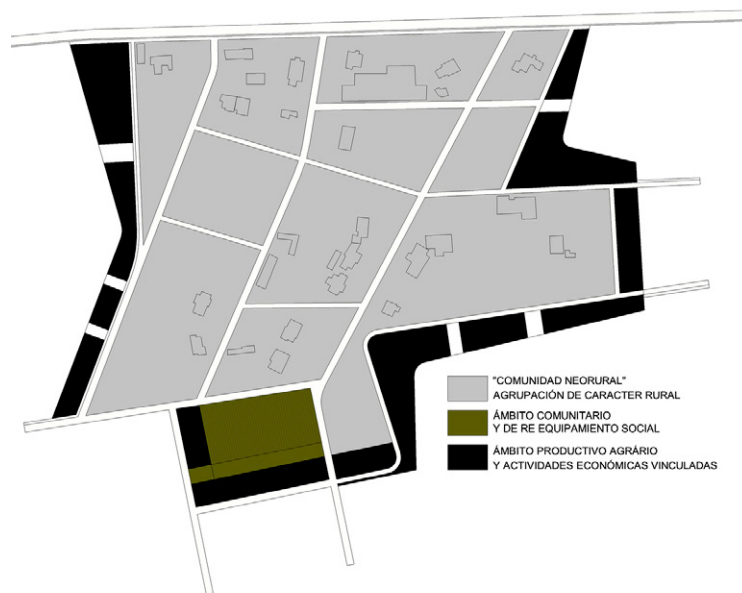 "COMUNIDAD NEORURAL"
AGRUPACIÓN DE CARACTER RURAL
ÁMBITO COMUNITARIO
Y DE RE EQUIPAMIENTO SOCIAL
ÁMBITO PRODUCTIVO AGRÁRIO
Y ACTIVIDADES ECONÓMICAS VINCULADAS